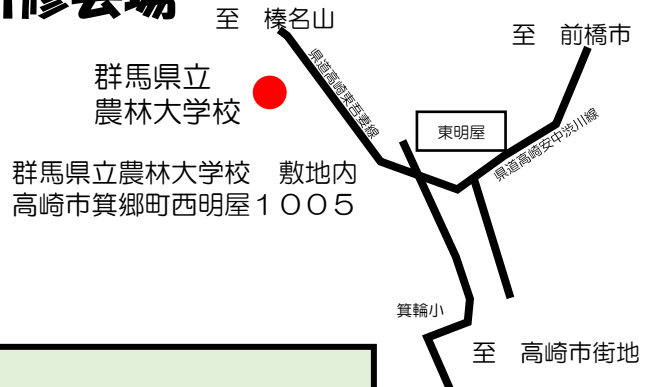 修会場
至　榛名山
至　前橋市
県道高崎東吾妻線
群馬県立
農林大学校
東明屋
県道高崎安中渋川線
群馬県立農林大学校　敷地内
高崎市箕郷町西明屋１００５
箕輪小
至　高崎市街地